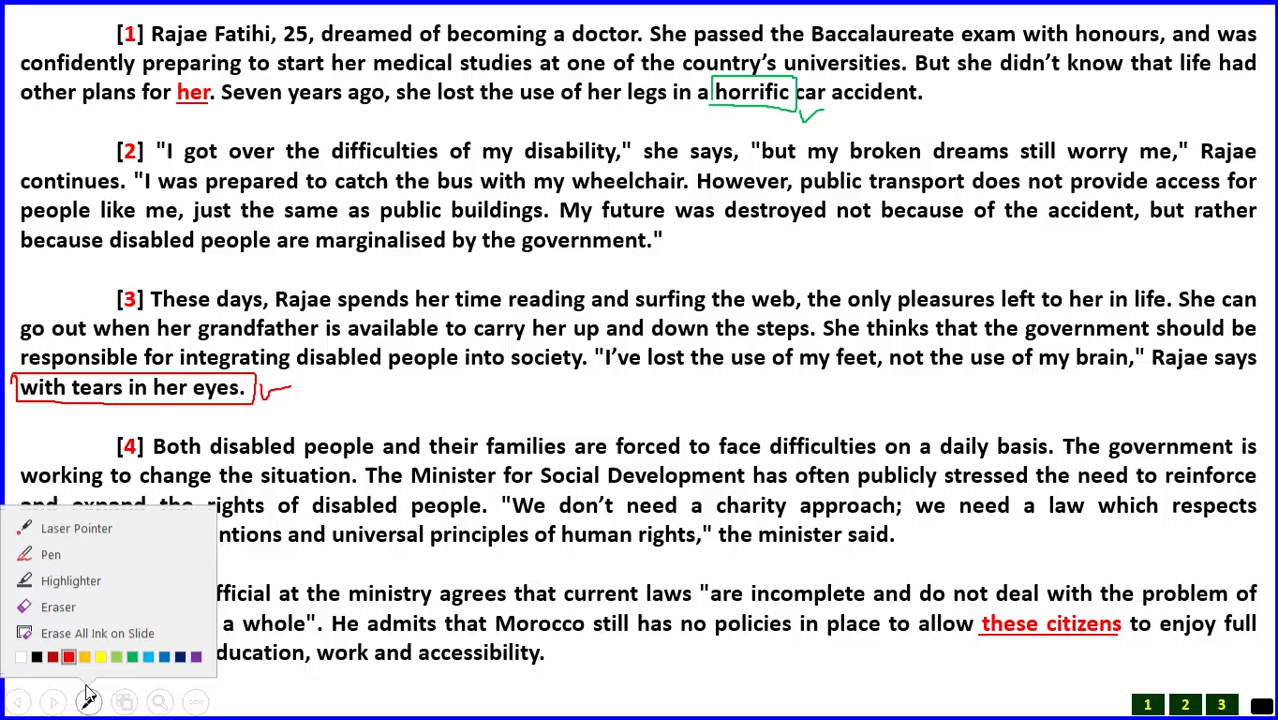 [1] Rajae Fatihi, 25, dreamed of becoming a doctor. She passed the Baccalaureate exam with honours, and was
confidently preparing to start her medical studies at one of the country's universities. But she didn't know that life had
other plans for her. Seven years ago, she lost the use of her legs in a horrific car accident.
[2] "I got over the difficulties of my disability," she says, "but my broken dreams still worry me," Rajae
continues. "I was prepared to catch the bus with my wheelchair. However, public transport does not provide access for
people like me, just the same as public buildings. My future was destroyed not because of the accident, but rather
because disabled people are marginalised by the government."
[3] These days, Rajae spends her time reading and surfing the web, the only pleasures left to her in life. She can
go out when her grandfather is available to carry her up and down the steps. She thinks that the government should be
responsible for integrating disabled people into society. "I've lost the use of my feet, not the use of my brain," Rajae says
with tears in her eyes.
[4] Both disabled people and their families are forced to face difficulties on a daily basis. The government is
working to change the situation. The Minister for Social Development has often publicly stressed the need to reinforce
and expand the rights of disabled people. "We don't need a charity approach; we need a law which respects
ntions and universal principles of human rights," the minister said.
fficial at the ministry agrees that current laws "are incomplete and do not deal with the problem of
a whole". He admits that Morocco still has no policies in place to allow these citizens to enjoy full
ducation, work and accessibility.
Laser Pointer
Pen
Highlighter
Eraser
Erase All Ink on Slide
1 2 3